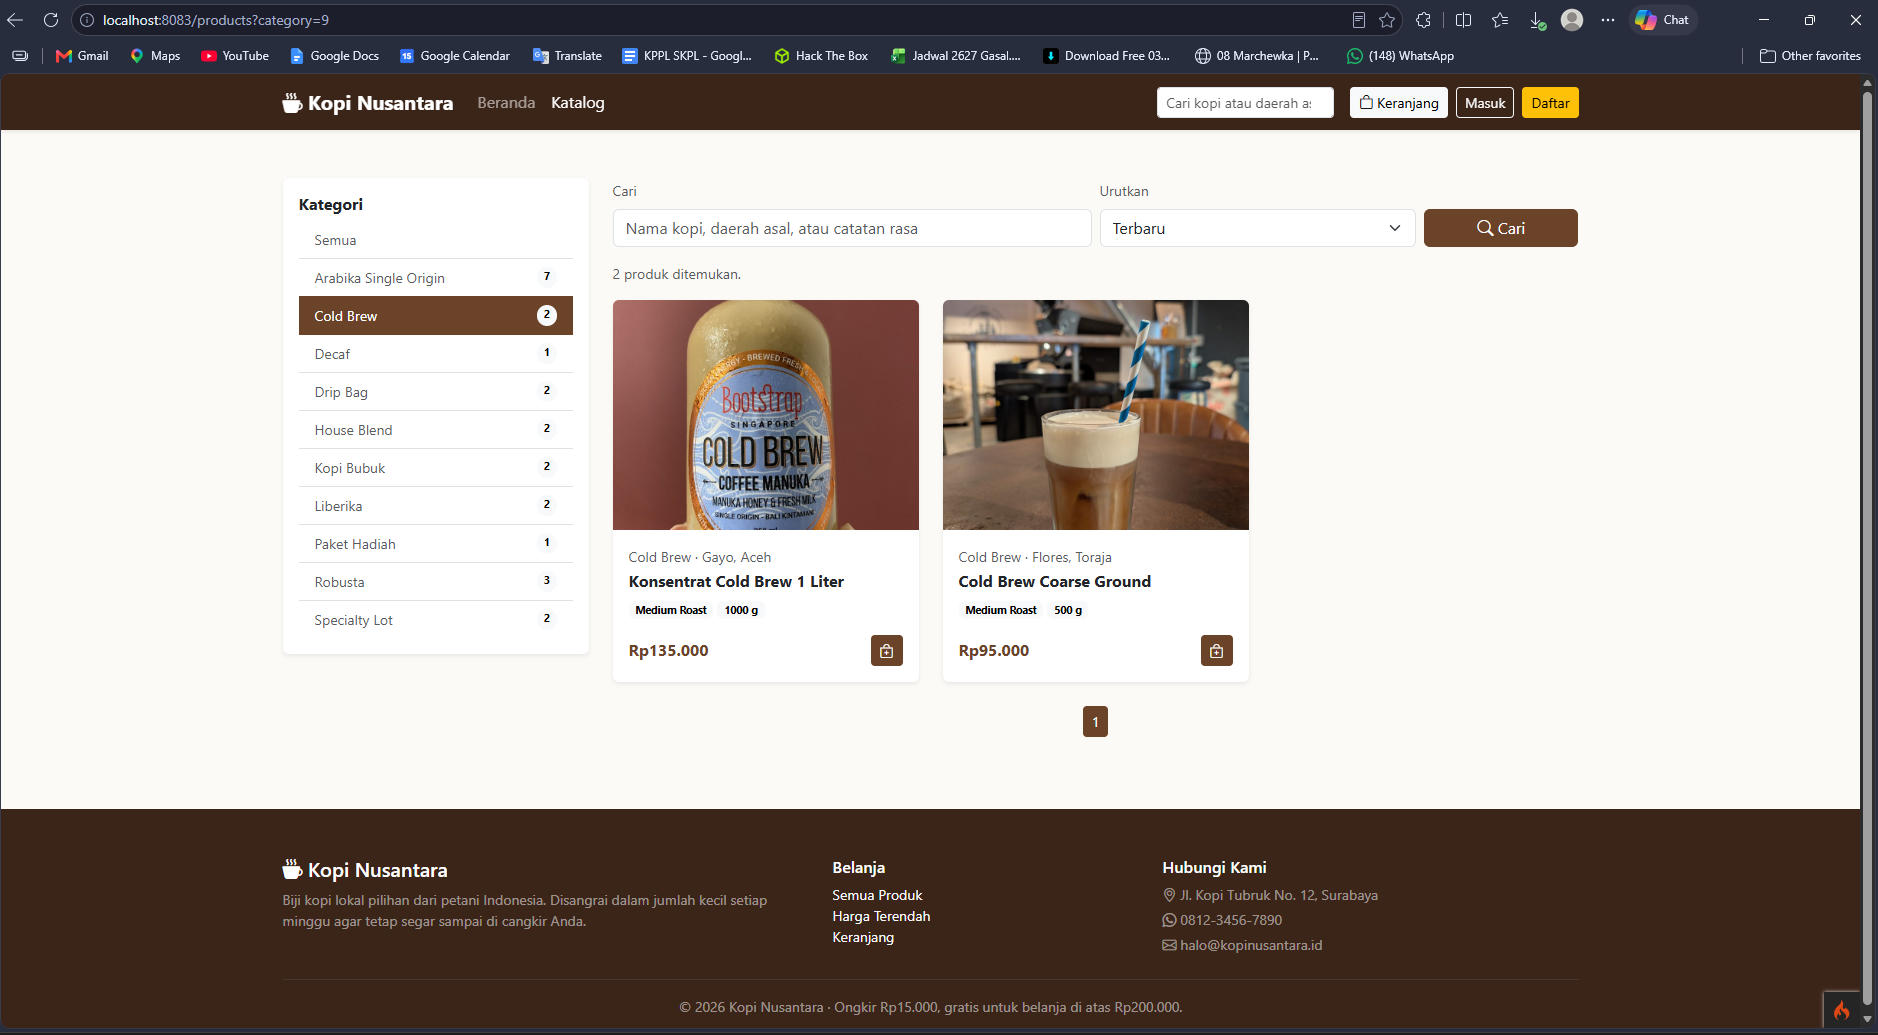 localhost:8083/products?category=9
Chat
Gmail
Maps
YouTube
Google Docs
Google Calendar
Translate
KPPL SKPL - Googl...
Hack The Box
Jadwal 2627 Gasal....
Download Free 03...
08 Marchewka | P...
(148) WhatsApp
Other favorites
Kopi Nusantara
Beranda
Katalog
Cari kopi atau daerah a
Keranjang
Masuk
Daftar
Kategori
Semua
Arabika Single Origin 7
Cold Brew 2
Decaf 1
Drip Bag 2
House Blend 2
Kopi Bubuk 2
Liberika 2
Paket Hadiah 1
Robusta 3
Specialty Lot 2
Cari
Nama kopi, daerah asal, atau catatan rasa
Urutkan
Terbaru
Cari
2 produk ditemukan.
BREWED FRESH
Bootstrap
SINGAPORE
COLD BREW
COFFEE MANUKA
MANUKA HONEY & FRESH MILK
SINGLE ORIGIN - BALI KINTAMANI
Cold Brew · Gayo, Aceh
Konsentrat Cold Brew 1 Liter
Medium Roast 1000 g
Rp135.000
Cold Brew · Flores, Toraja
Cold Brew Coarse Ground
Medium Roast 500 g
Rp95.000
1
Kopi Nusantara
Biji kopi lokal pilihan dari petani Indonesia. Disangrai dalam jumlah kecil setiap
minggu agar tetap segar sampai di cangkir Anda.
Belanja
Semua Produk
Harga Terendah
Keranjang
Hubungi Kami
Jl. Kopi Tubruk No. 12, Surabaya
0812-3456-7890
halo@kopinusantara.id
© 2026 Kopi Nusantara · Ongkir Rp15.000, gratis untuk belanja di atas Rp200.000.